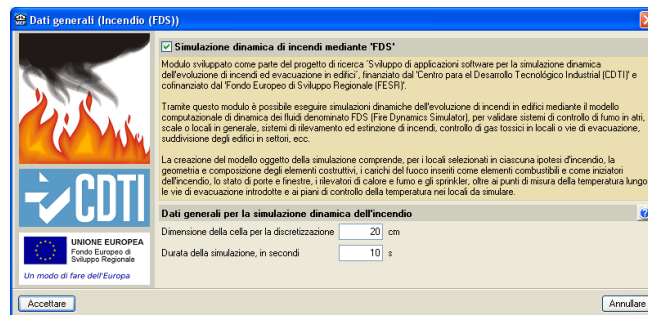 Dati generali (Incendio (FDS))
Simulazione dinamica di incendi mediante 'FDS'
Modulo sviluppato come parte del progetto di ricerca 'Sviluppo di applicazioni software per la simulazione dinamica
dell'evoluzione di incendi ed evacuazione in edifici', finanziato dal 'Centro para el Desarrollo Tecnológico Industrial (CDTI)' e
cofinanziato dal 'Fondo Europeo di Sviluppo Regionale (FESR)'.
Tramite questo modulo è possibile eseguire simulazioni dinamiche dell'evoluzione di incendi in edifici mediante il modello
computazionale di dinamica dei fluidi denominato FDS (Fire Dynamics Simulator), per validare sistemi di controllo di fumo in atri,
scale o locali in generale, sistemi di rilevamento ed estinzione di incendi, controllo di gas tossici in locali o vie di evacuazione,
suddivisione degli edifici in settori, ecc.
La creazione del modello oggetto della simulazione comprende, per i locali selezionati in ciascuna ipotesi d'incendio, la
geometria e composizione degli elementi costruttivi, i carichi del fuoco inseriti come elementi combustibili e come iniziatori
dell'incendio, lo stato di porte e finestre, i rilevatori di calore e fumo e gli sprinkler, oltre ai punti di misura della temperatura lungo
le vie di evacuazione introdotte e ai piani di controllo della temperatura nei locali da simulare.
CDTI
UNIONE EUROPEA
Fondo Europeo di
Sviluppo Regionale
Un modo di fare dell'Europa
Dati generali per la simulazione dinamica dell'incendio
Dimensione della cella per la discretizzazione 20 cm
Durata della simulazione, in secondi 10 s
Accettare
Annullare